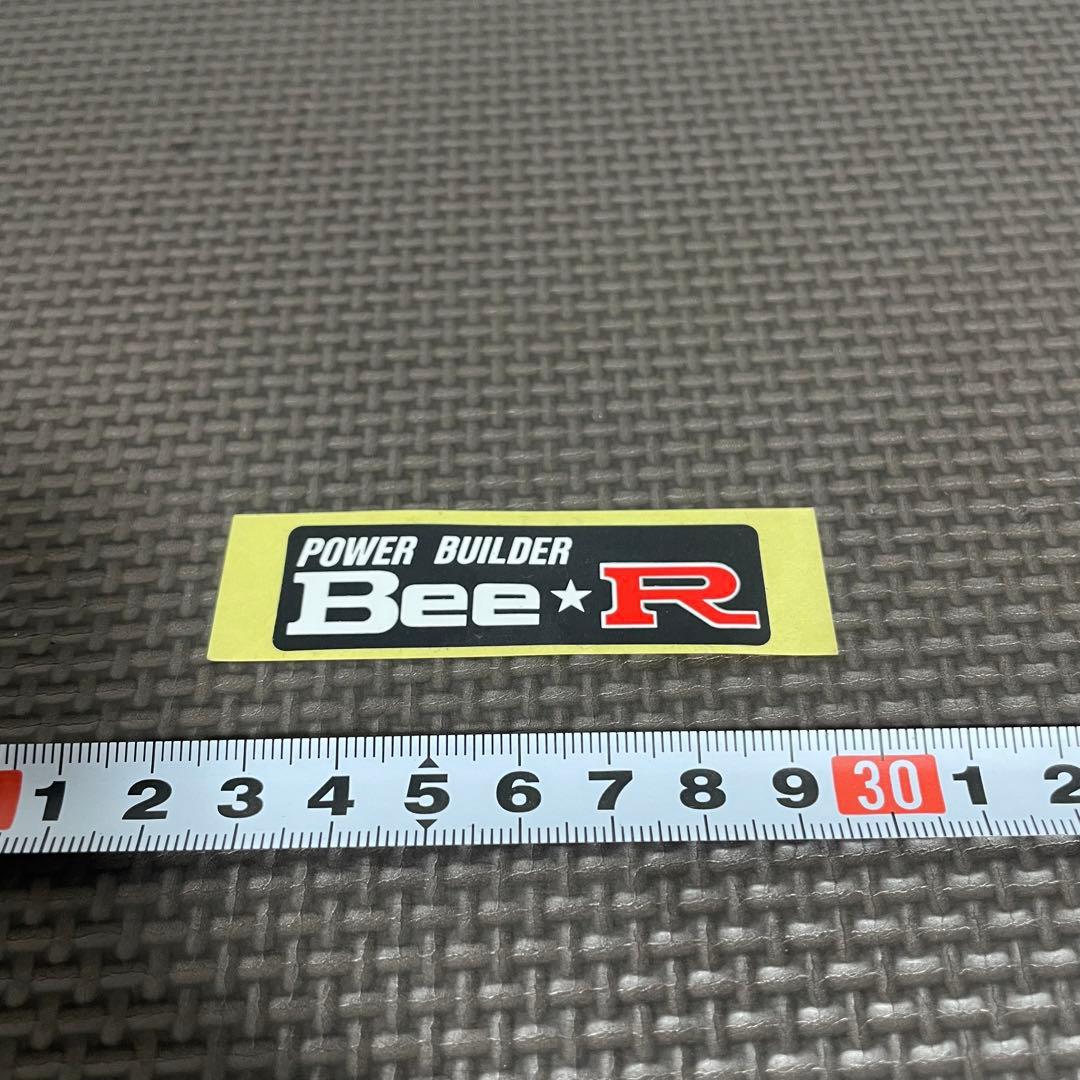 POWER BUILDER
Bee★R
1 2 3 4 5 6 7 8 9 30 1 2